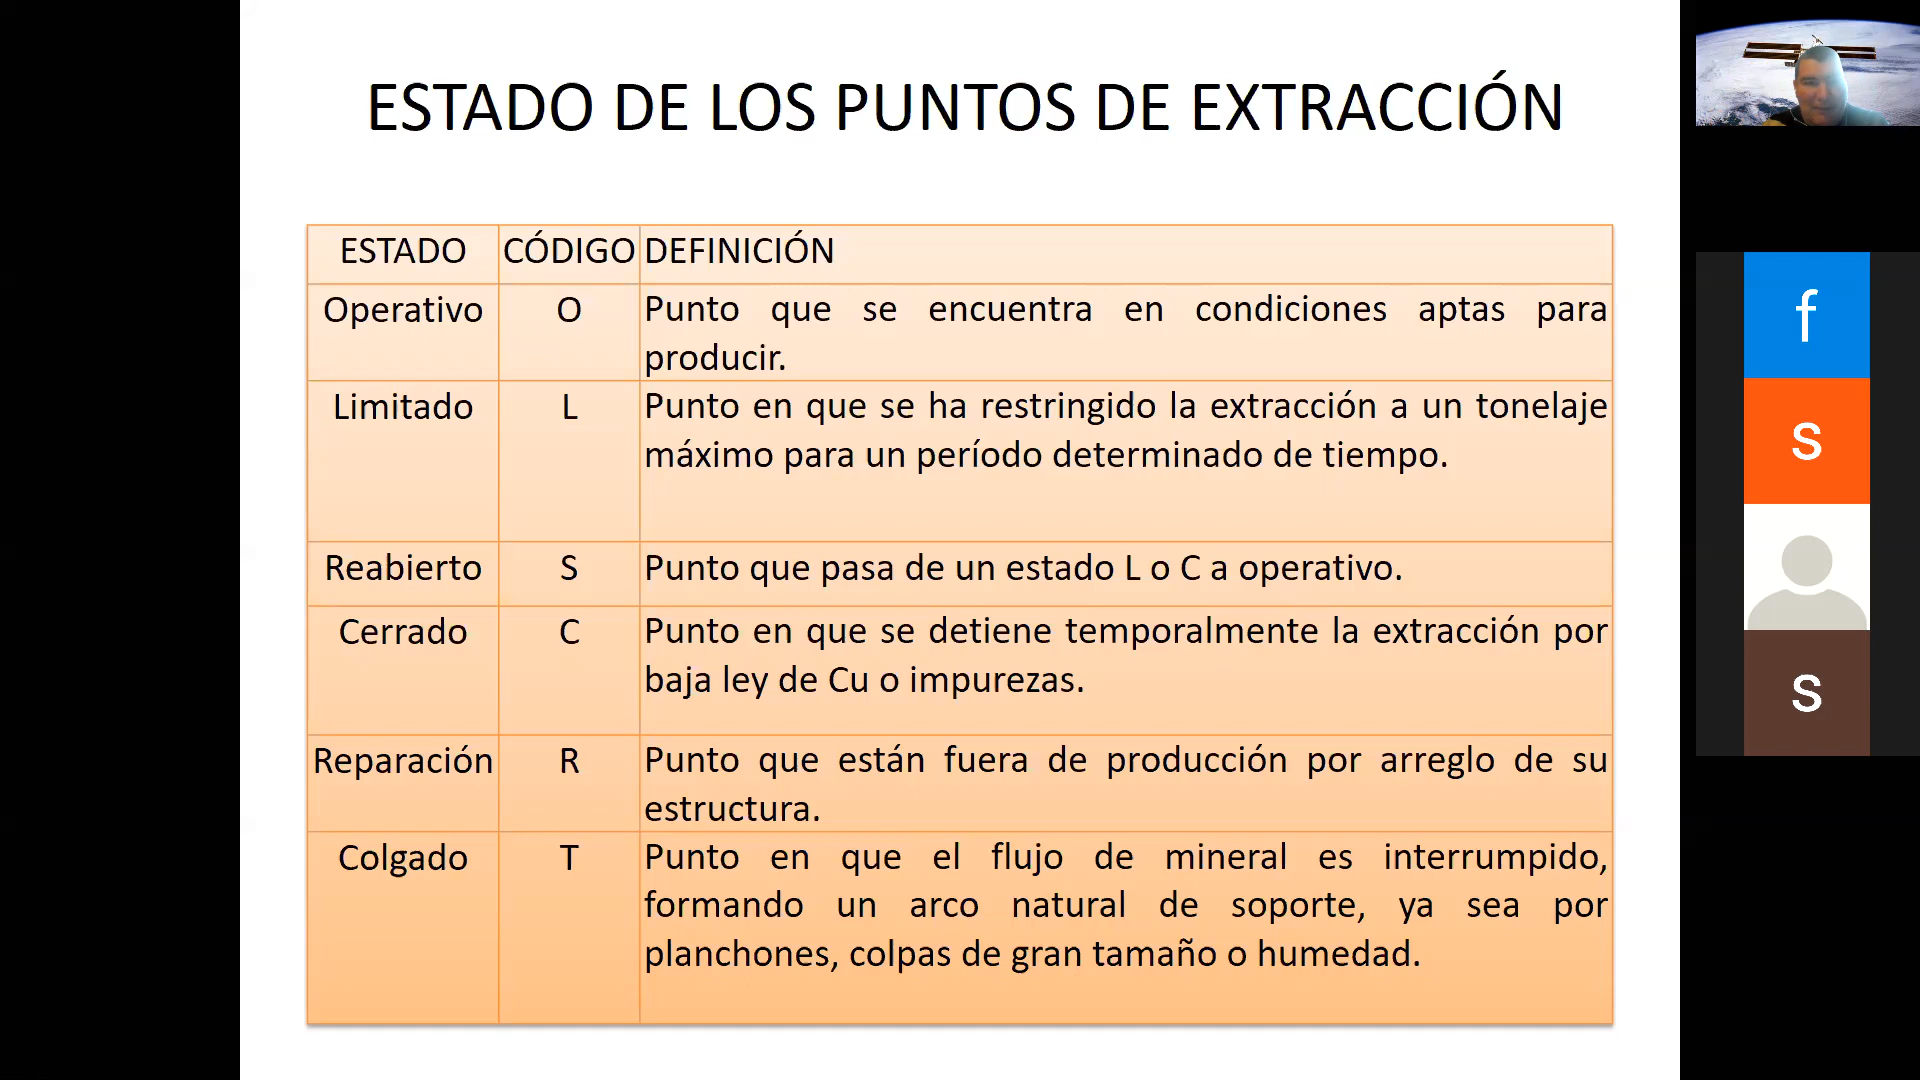 ESTADO DE LOS PUNTOS DE EXTRACCIÓN
ESTADO CÓDIGO DEFINICIÓN
Operativo O Punto que se encuentra en condiciones aptas para
producir.
Limitado L Punto en que se ha restringido la extracción a un tonelaje
máximo para un período determinado de tiempo.
Reabierto S Punto que pasa de un estado L o C a operativo.
Cerrado C Punto en que se detiene temporalmente la extracción por
baja ley de Cu o impurezas.
Reparación R Punto que están fuera de producción por arreglo de su
estructura.
Colgado T Punto en que el flujo de mineral es interrumpido,
formando un arco natural de soporte, ya sea por
planchones, colpas de gran tamaño o humedad.
f
s
s